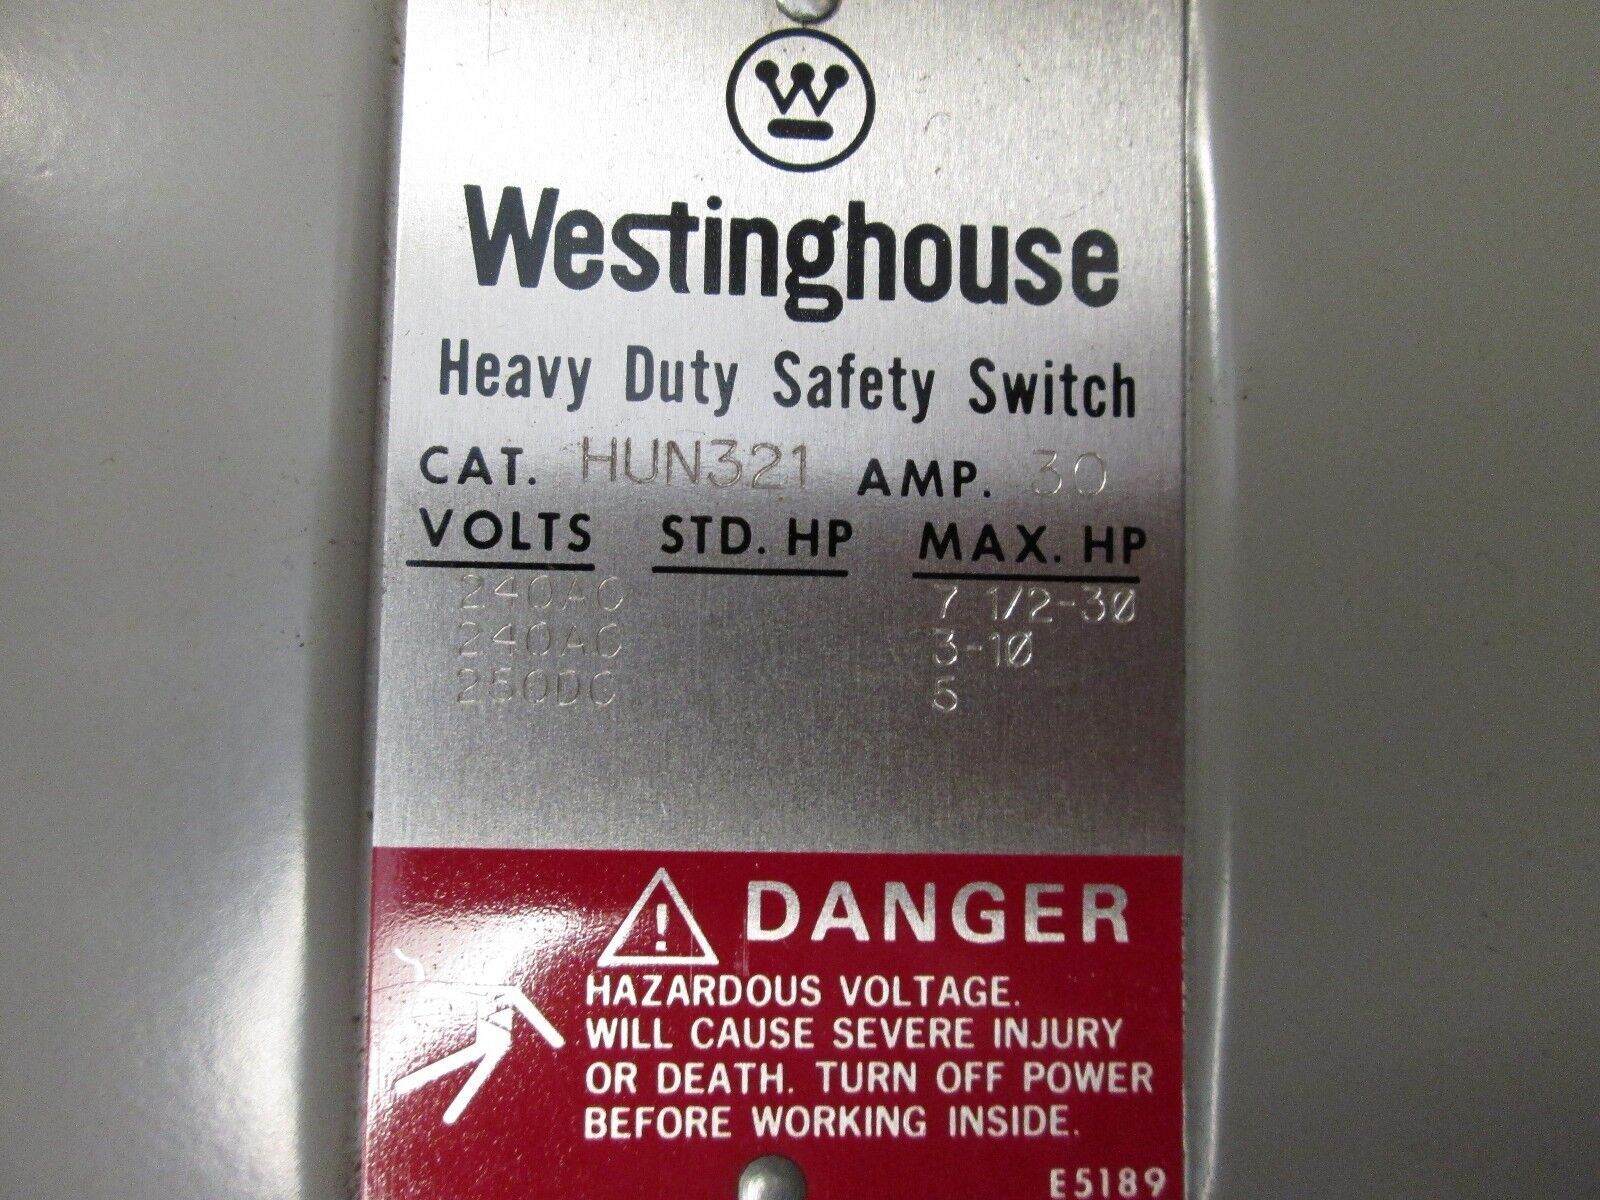 W
Westinghouse
Heavy Duty Safety Switch
CAT. HUN321 AMP. 30
VOLTS STD. HP MAX. HP
240AC 7 1/2-3Ø
240AC 3-1Ø
250DC 5
DANGER
HAZARDOUS VOLTAGE.
WILL CAUSE SEVERE INJURY
OR DEATH. TURN OFF POWER
BEFORE WORKING INSIDE.
E5189